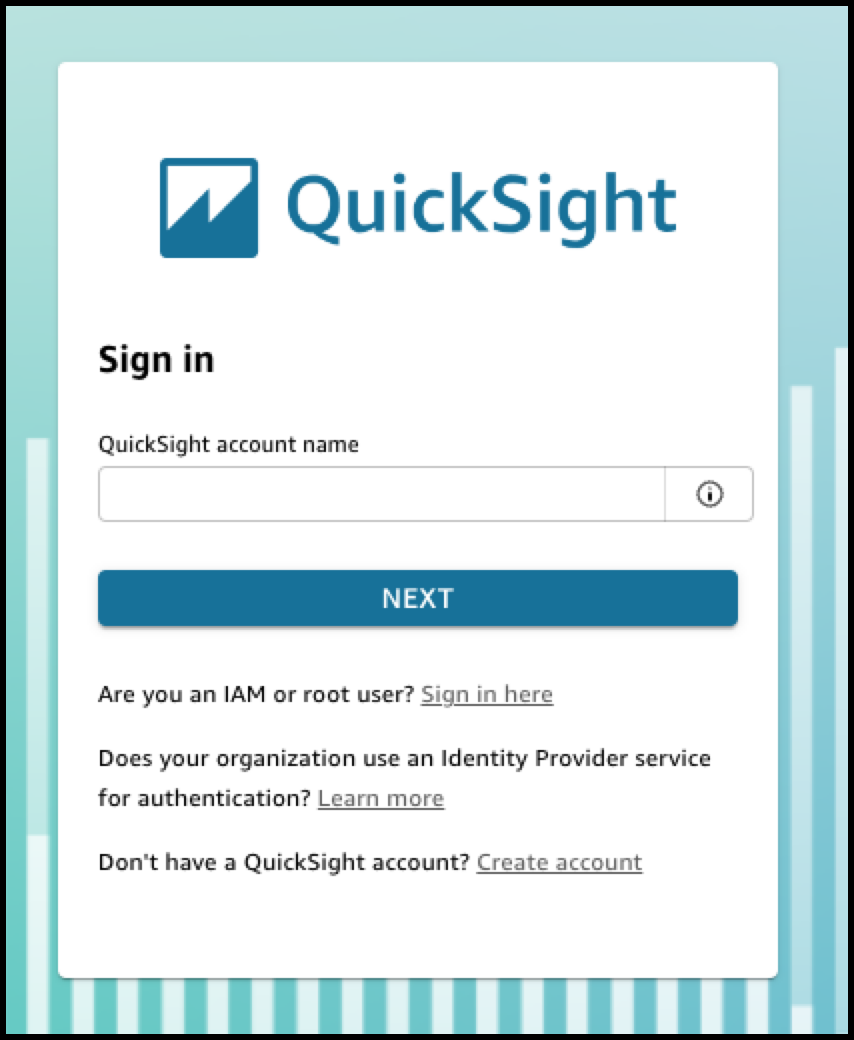 QuickSight
Sign in
QuickSight account name
NEXT
Are you an IAM or root user? Sign in here
Does your organization use an Identity Provider service
for authentication? Learn more
Don't have a QuickSight account? Create account